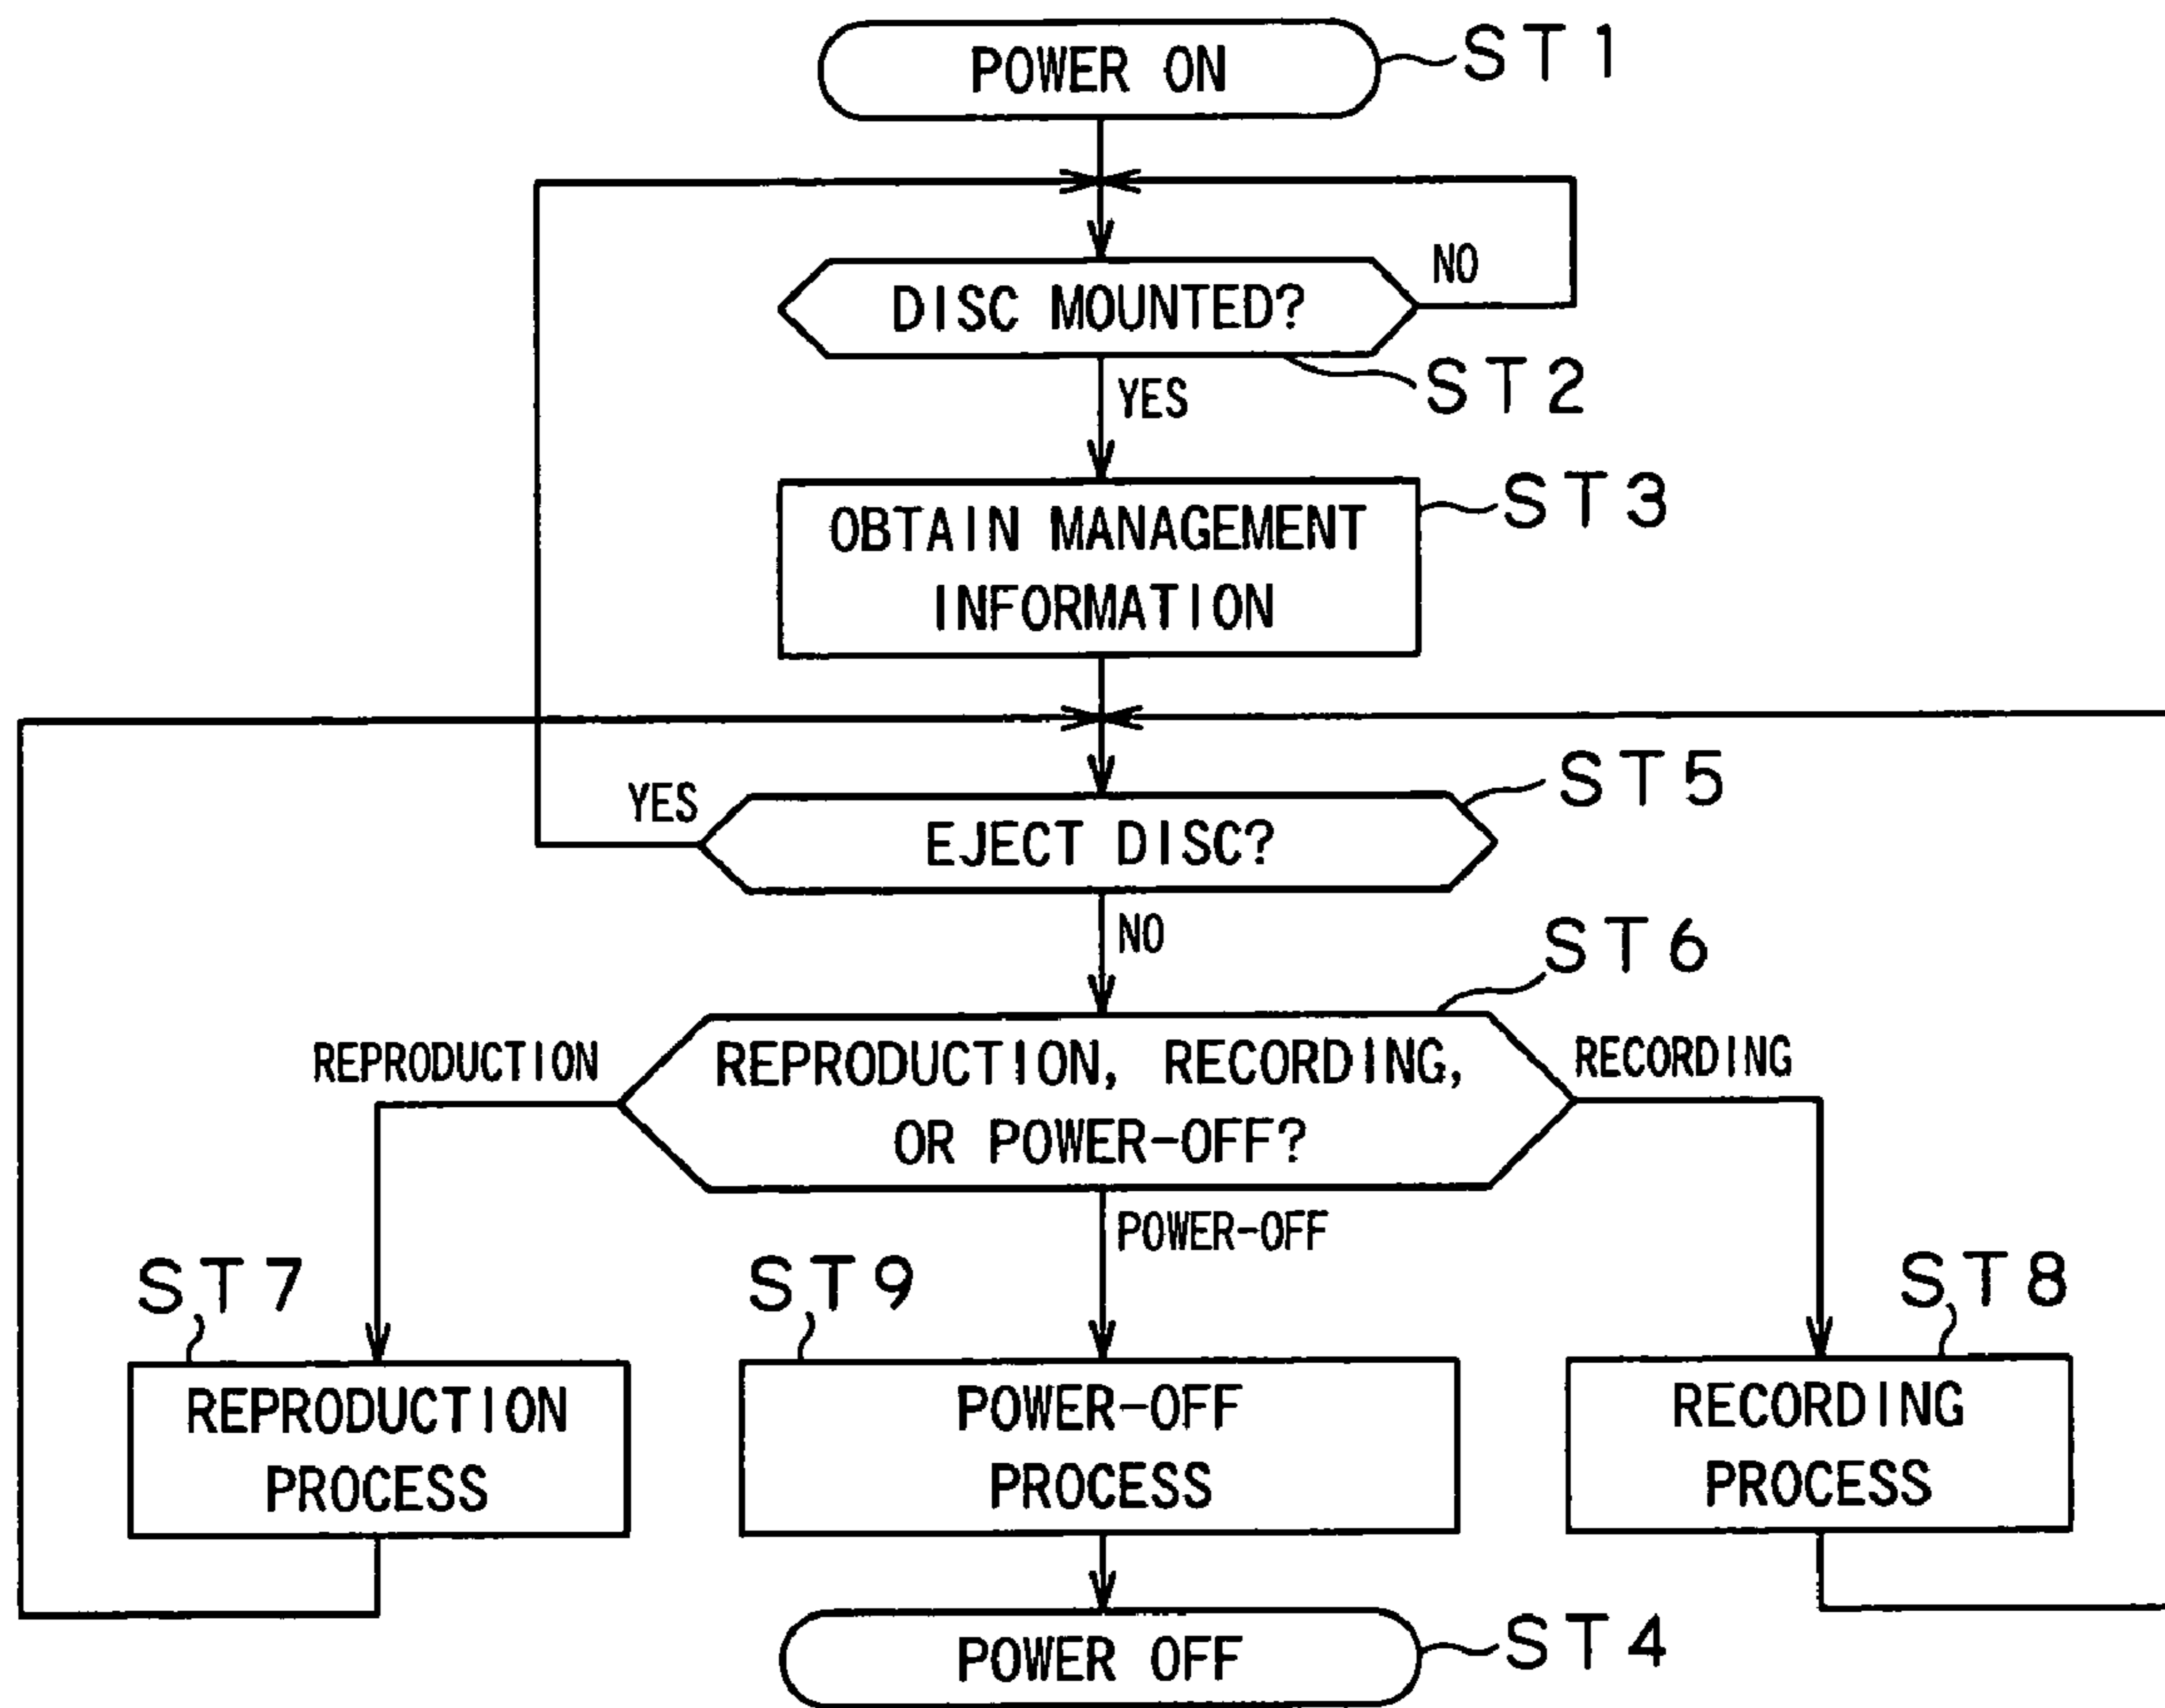 POWER ON
ST1
NO
DISC MOUNTED?
ST2
YES
OBTAIN MANAGEMENT
INFORMATION
ST3
YES
EJECT DISC?
ST5
NO
ST6
REPRODUCTION
REPRODUCTION, RECORDING,
OR POWER-OFF?
RECORDING
POWER-OFF
ST7
ST9
ST8
REPRODUCTION
PROCESS
POWER-OFF
PROCESS
RECORDING
PROCESS
POWER OFF
ST4